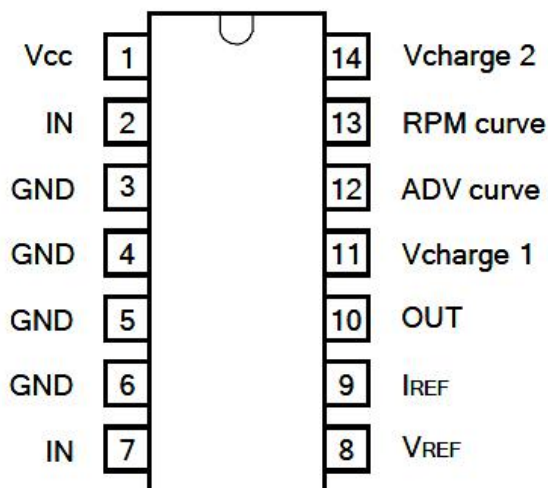 Vcc 1 14 Vcharge 2
IN 2 13 RPM curve
GND 3 12 ADV curve
GND 4 11 Vcharge 1
GND 5 10 OUT
GND 6 9 IREF
IN 7 8 VREF